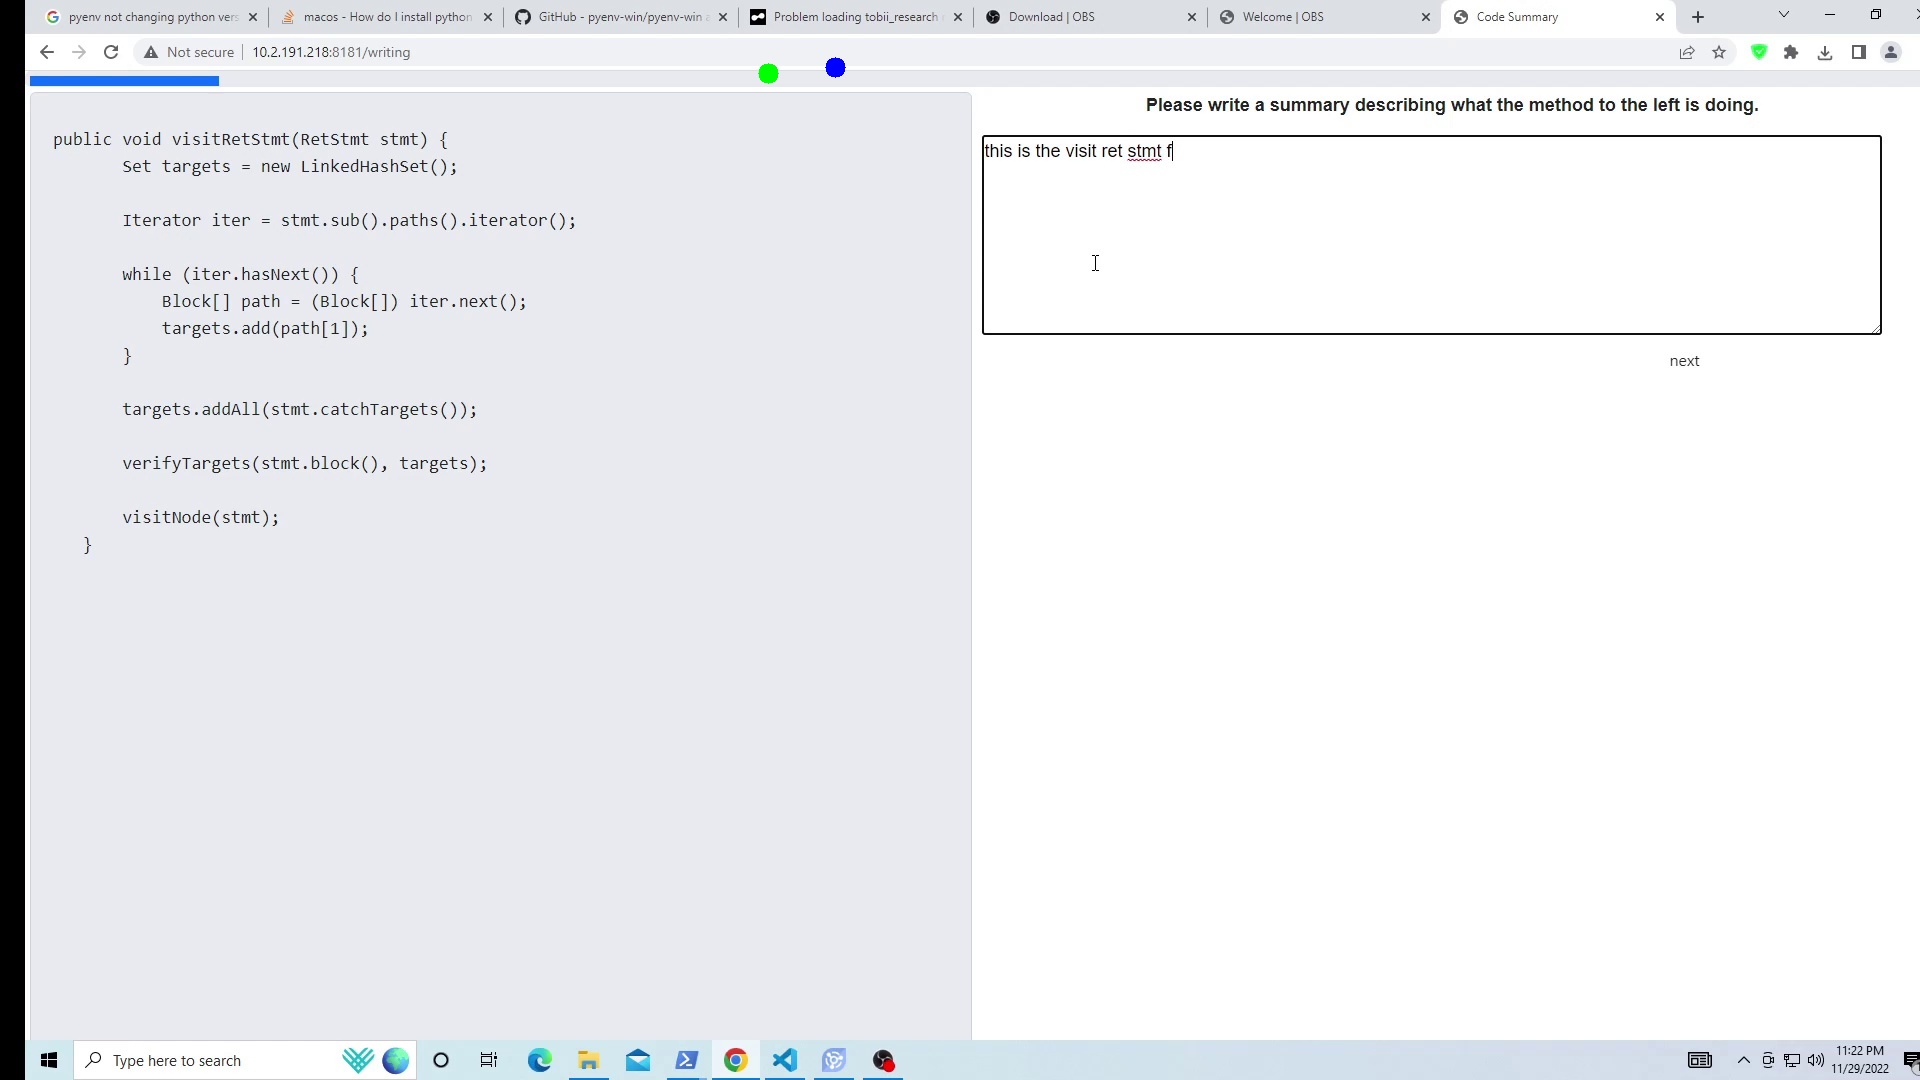 pyenv not changing python vers
macos - How do I install python
GitHub - pyenv-win/pyenv-win
Problem loading tobii_research
Download | OBS
Welcome | OBS
Code Summary
Not secure
10.2.191.218:8181/writing
public void visitRetStmt(RetStmt stmt) {
Set targets = new LinkedHashSet();
Iterator iter = stmt.sub().paths().iterator();
while (iter.hasNext()) {
Block[] path = (Block[]) iter.next();
targets.add(path[1]);
}
targets.addAll(stmt.catchTargets());
verifyTargets(stmt.block(), targets);
visitNode(stmt);
}
Please write a summary describing what the method to the left is doing.
this is the visit ret stmt f
next
Type here to search
11:22 PM
11/29/2022